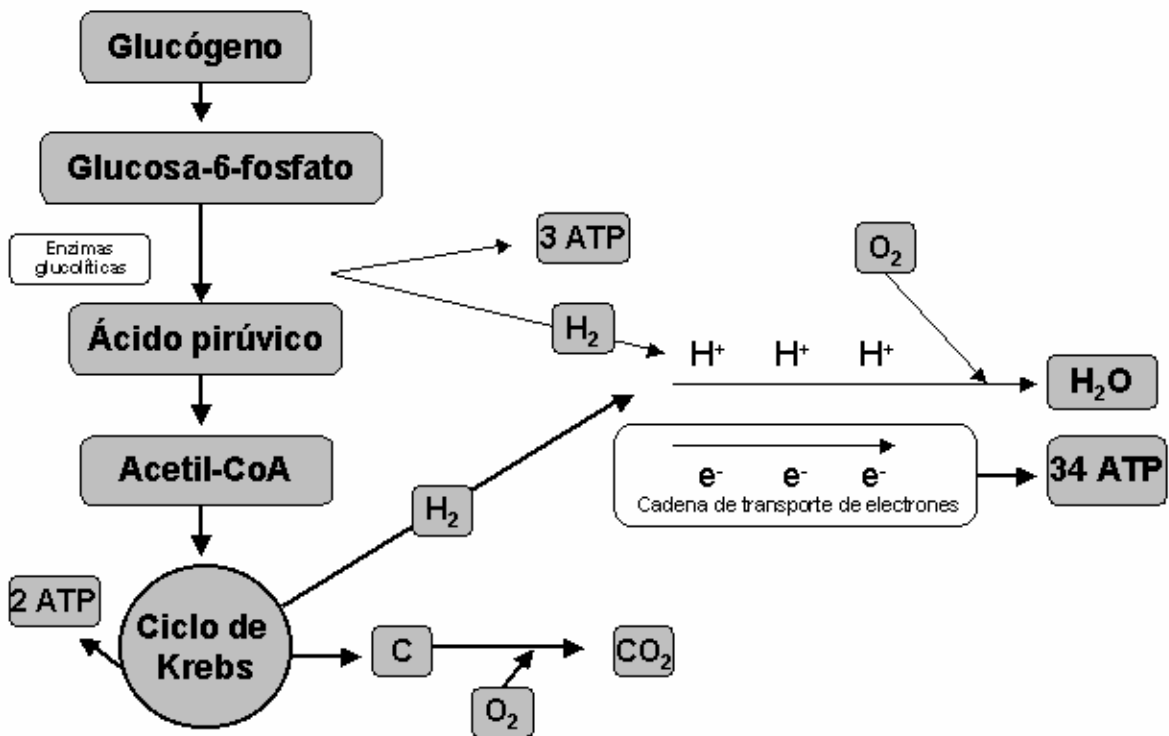 Glucógeno
Glucosa-6-fosfato
Enzimas
glucolíticas
3 ATP
O₂
Ácido pirúvico
H₂
H⁺ H⁺ H⁺
H₂O
Acetil-CoA
H₂
e⁻ e⁻ e⁻
Cadena de transporte de electrones
34 ATP
2 ATP
Ciclo de
Krebs
C
CO₂
O₂